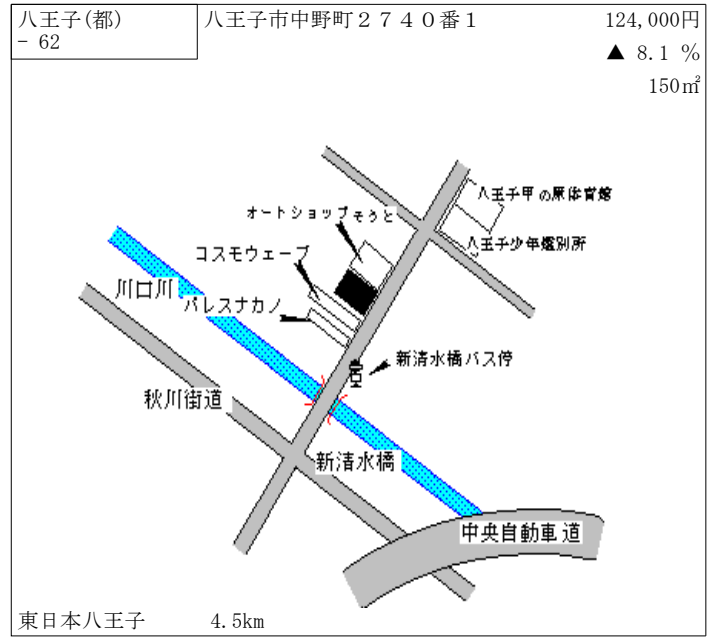 八王子(都)
- 62
八王子市中野町２７４０番１
124,000円
▲ 8.1 %
150㎡
八王子甲の原体育館
オートショップそうと
八王子少年鑑別所
コスモウェーブ
川口川
パレスナカノ
新清水橋バス停
秋川街道
新清水橋
中央自動車道
東日本八王子
4.5km